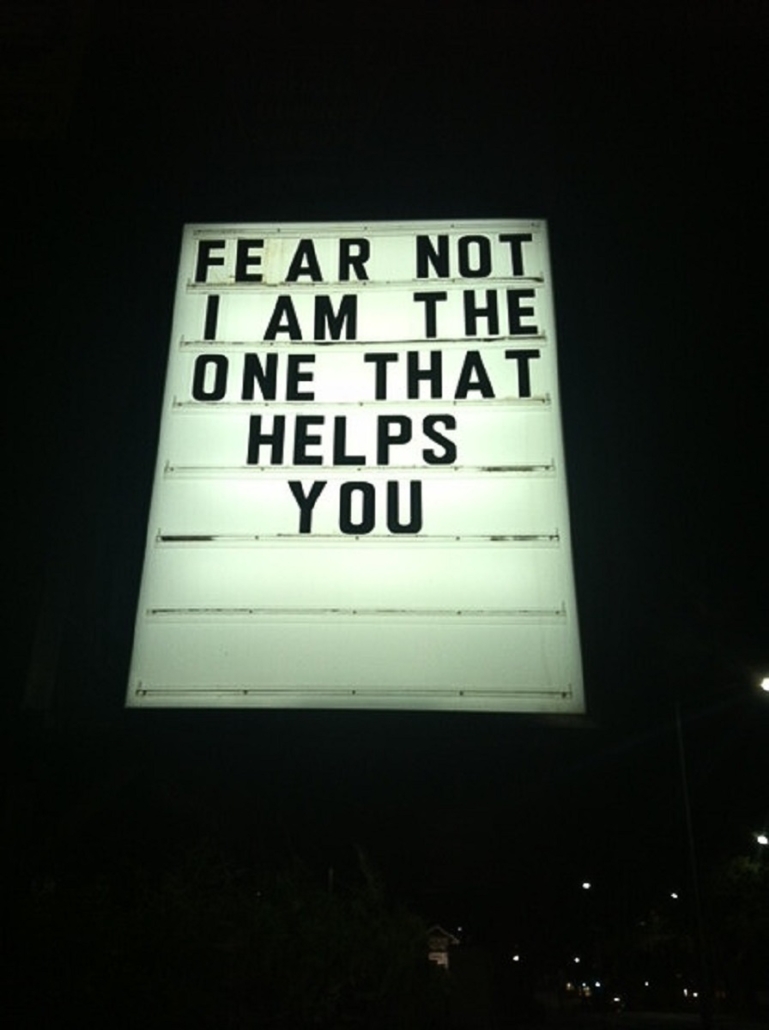 FEAR NOT
I AM THE
ONE THAT
HELPS
YOU